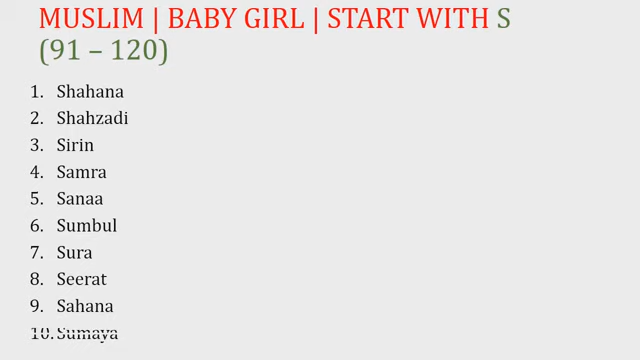 MUSLIM | BABY GIRL | START WITH S
(91 – 120)
1. Shahana
2. Shahzadi
3. Sirin
4. Samra
5. Sanaa
6. Sumbul
7. Sura
8. Seerat
9. Sahana
10. Sumaya